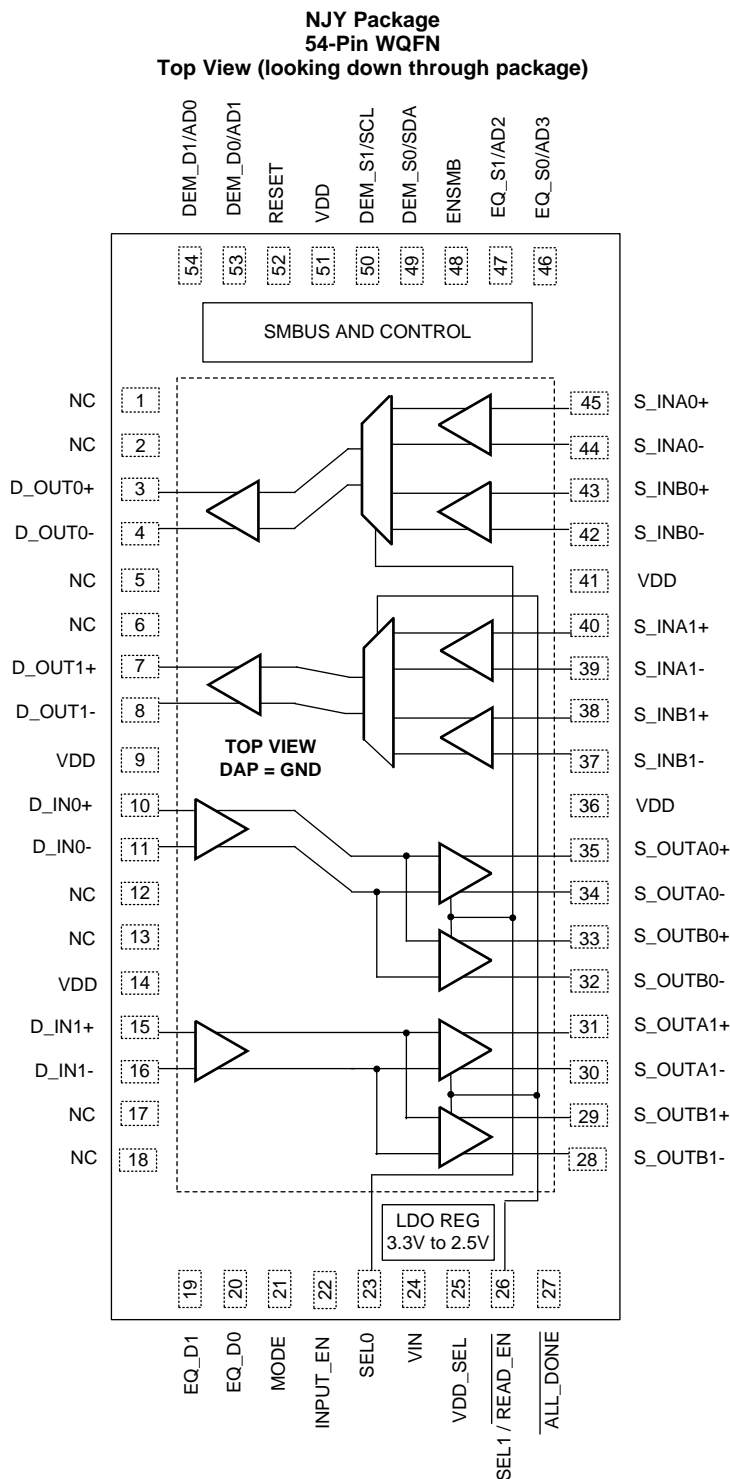 NJY Package
54-Pin WQFN
Top View (looking down through package)
DEM_D1/AD0
DEM_D0/AD1
RESET
VDD
DEM_S1/SCL
DEM_S0/SDA
ENSMB
EQ_S1/AD2
EQ_S0/AD3
54
53
52
51
50
49
48
47
46
SMBUS AND CONTROL
NC 1
45 S_INA0+
NC 2
44 S_INA0-
D_OUT0+ 3
43 S_INB0+
D_OUT0- 4
42 S_INB0-
NC 5
41 VDD
NC 6
40 S_INA1+
D_OUT1+ 7
39 S_INA1-
D_OUT1- 8
38 S_INB1+
TOP VIEW
DAP = GND
VDD 9
37 S_INB1-
D_IN0+ 10
36 VDD
D_IN0- 11
35 S_OUTA0+
NC 12
34 S_OUTA0-
NC 13
33 S_OUTB0+
VDD 14
32 S_OUTB0-
D_IN1+ 15
31 S_OUTA1+
D_IN1- 16
30 S_OUTA1-
NC 17
29 S_OUTB1+
NC 18
28 S_OUTB1-
LDO REG
3.3V to 2.5V
19
20
21
22
23
24
25
26
27
EQ_D1
EQ_D0
MODE
INPUT_EN
SEL0
VIN
VDD_SEL
SEL1 / READ_EN
ALL_DONE